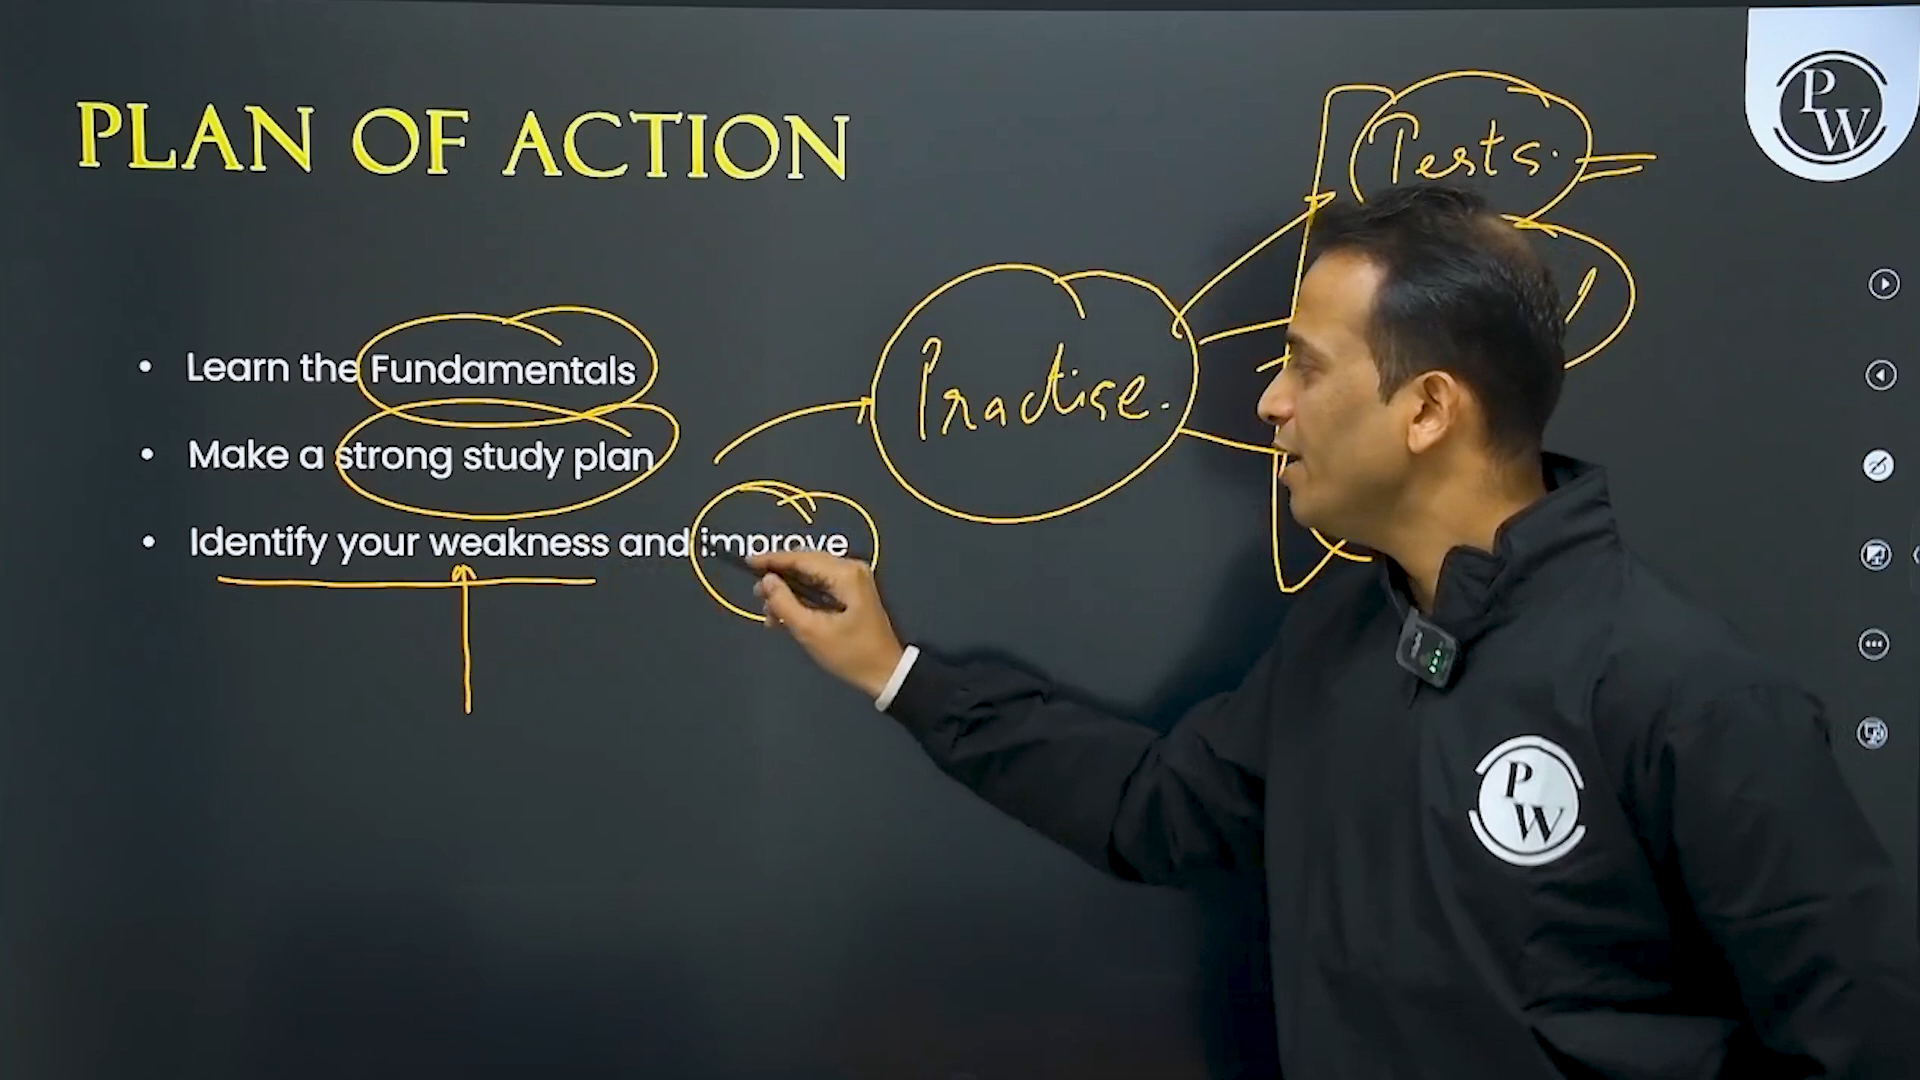 PLAN OF ACTION
Tests.
PW
Learn the Fundamentals
Practise.
Make a strong study plan
Identify your weakness and improve
PW